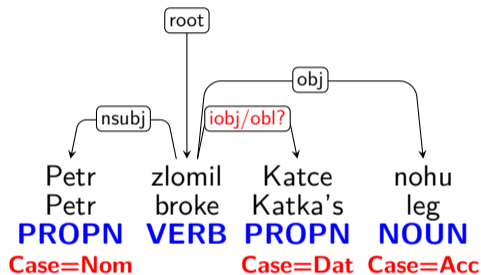 root
obj
nsubj iobj/obl?
Petr zlomil Katce nohu
Petr broke Katka's leg
PROPN VERB PROPN NOUN
Case=Nom Case=Dat Case=Acc